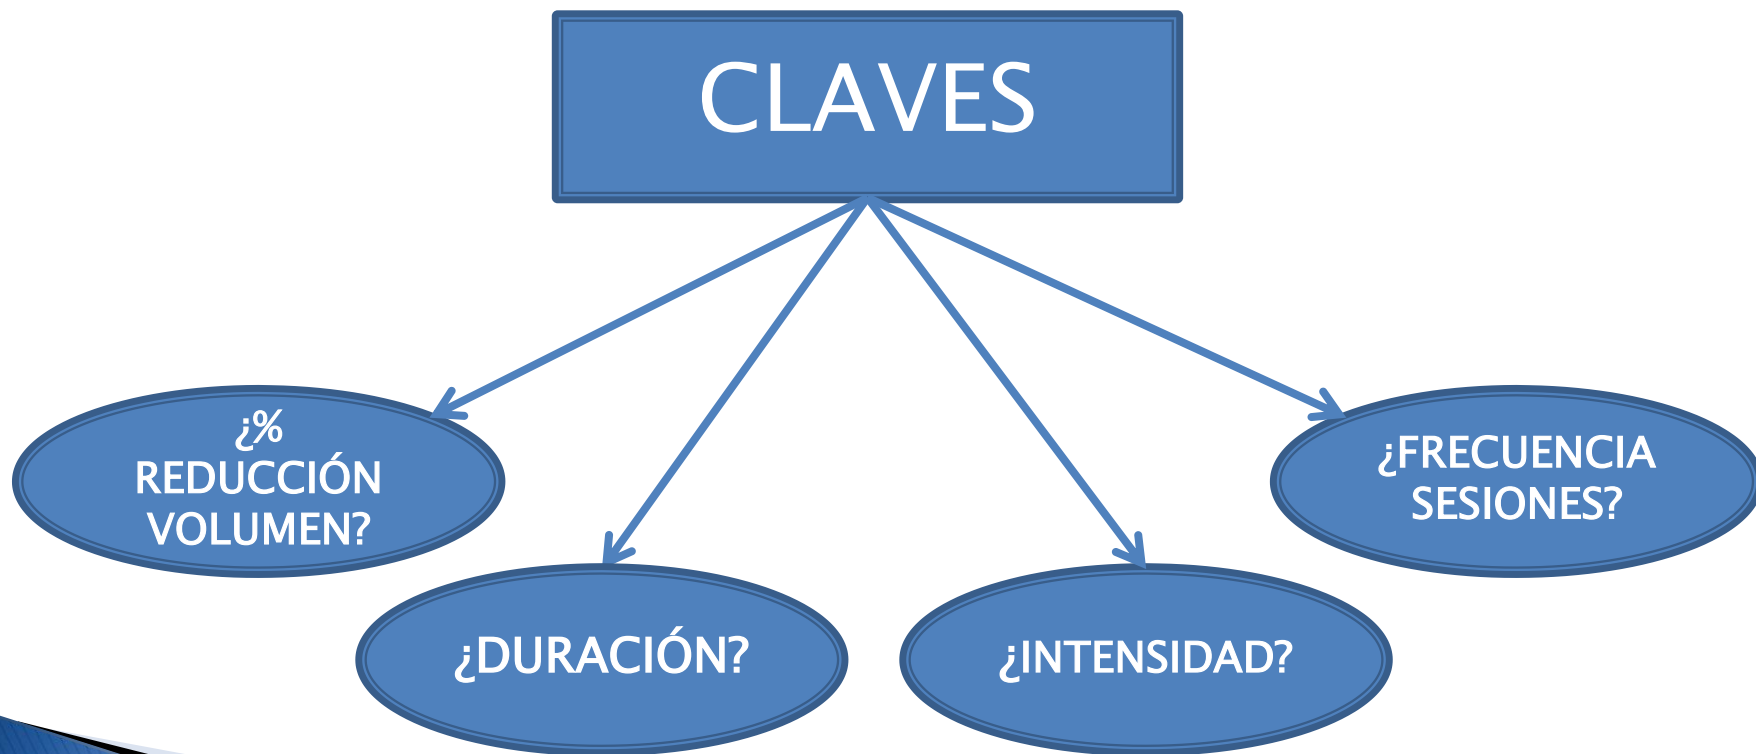 CLAVES
¿%
REDUCCIÓN
VOLUMEN?
¿DURACIÓN?
¿INTENSIDAD?
¿FRECUENCIA
SESIONES?